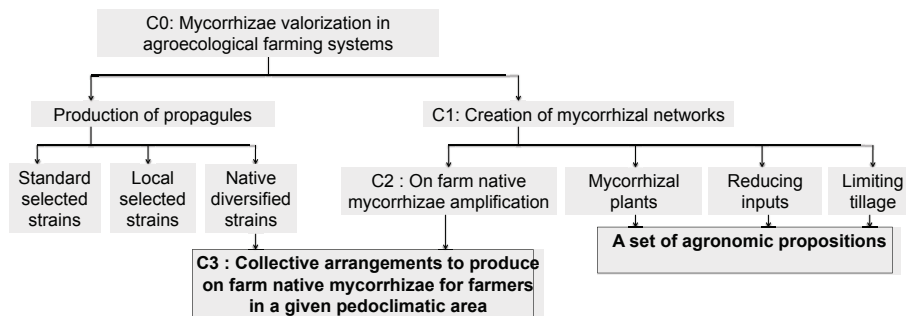 C0: Mycorrhizae valorization in
agroecological farming systems
Production of propagules
C1: Creation of mycorrhizal networks
Standard
selected
strains
Local
selected
strains
Native
diversified
strains
C2 : On farm native
mycorrhizae amplification
Mycorrhizal
plants
Reducing
inputs
Limiting
tillage
C3 : Collective arrangements to produce
on farm native mycorrhizae for farmers
in a given pedoclimatic area
A set of agronomic propositions